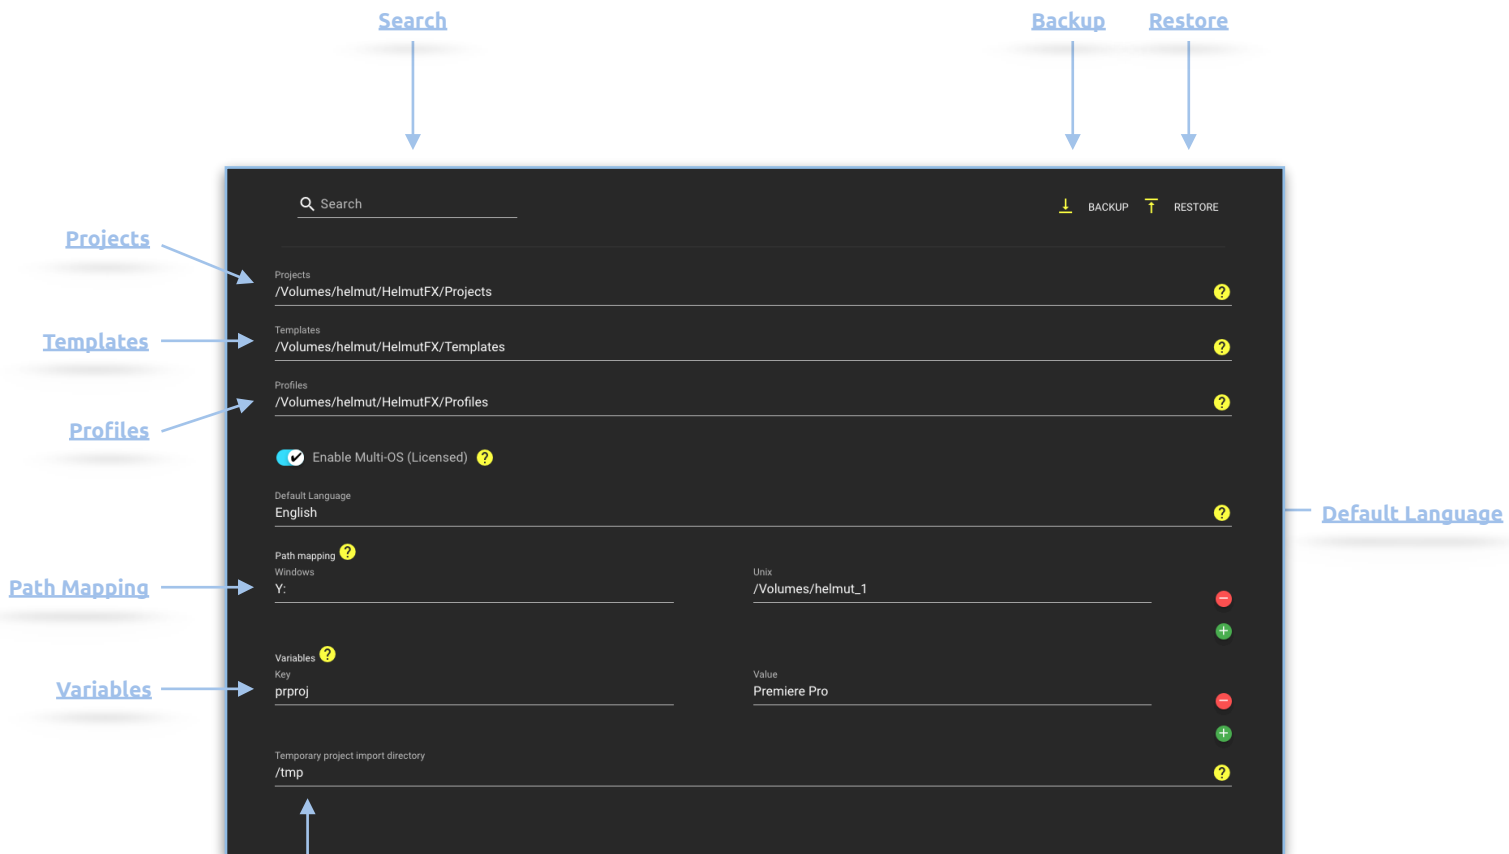 Search
Backup
Restore
Search
BACKUP
RESTORE
Projects
Projects
/Volumes/helmut/HelmutFX/Projects
?
Templates
Templates
/Volumes/helmut/HelmutFX/Templates
?
Profiles
Profiles
/Volumes/helmut/HelmutFX/Profiles
?
Enable Multi-OS (Licensed) ?
Default Language
English
?
Default Language
Path mapping ?
Path Mapping
Windows
Y:
Unix
/Volumes/helmut_1
Variables ?
Variables
Key
prproj
Value
Premiere Pro
Temporary project import directory
/tmp
?